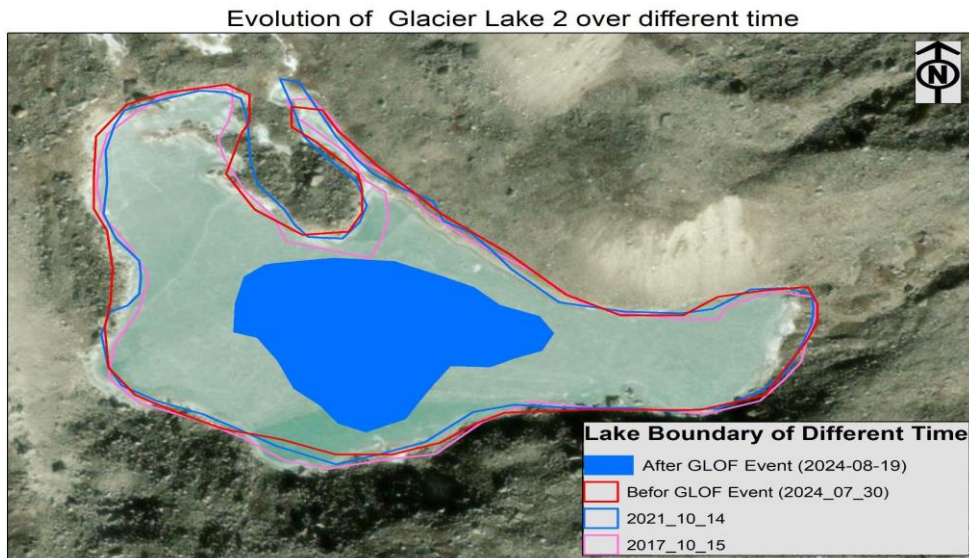 Evolution of  Glacier Lake 2 over different time
N
Lake Boundary of Different Time
After GLOF Event (2024-08-19)
Befor GLOF Event (2024_07_30)
2021_10_14
2017_10_15